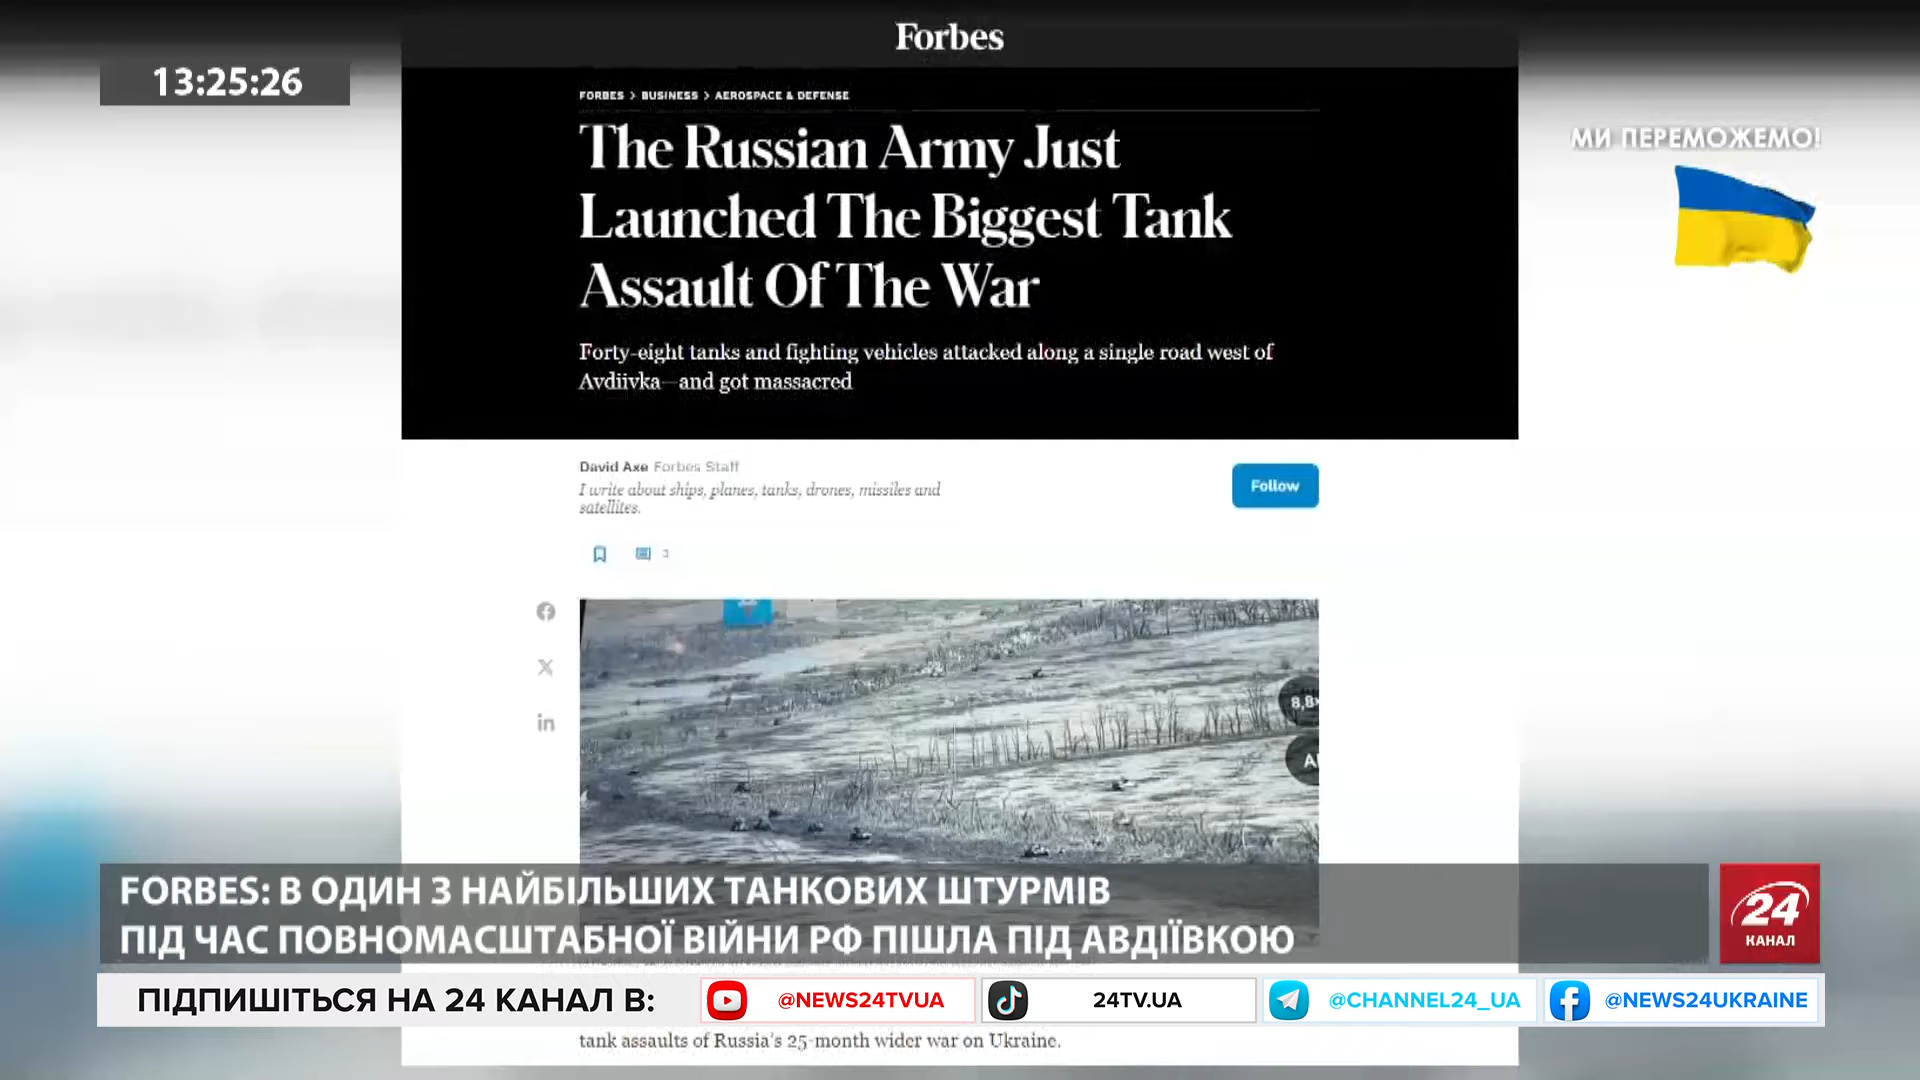 Forbes
13:25:26
FORBES > BUSINESS > AEROSPACE & DEFENSE
The Russian Army Just
Launched The Biggest Tank
Assault Of The War
МИ ПЕРЕМОЖЕМО!
Forty-eight tanks and fighting vehicles attacked along a single road west of
Avdiivka—and got massacred
David Axe Forbes Staff
I write about ships, planes, tanks, drones, missiles and
satellites.
Follow
3
8,8x
FORBES: В ОДИН З НАЙБІЛЬШИХ ТАНКОВИХ ШТУРМІВ
ПІД ЧАС ПОВНОМАСШТАБНОЇ ВІЙНИ РФ ПІШЛА ПІД АВДІЇВКОЮ
24
КАНАЛ
ПІДПИШІТЬСЯ НА 24 КАНАЛ В:
@NEWS24TVUA
24TV.UA
@CHANNEL24_UA
@NEWS24UKRAINE
tank assaults of Russia's 25-month wider war on Ukraine.